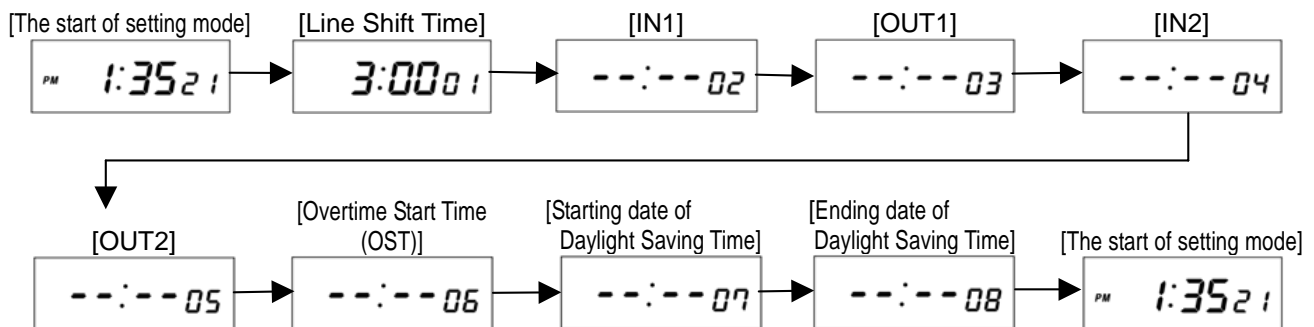 [The start of setting mode]
[Line Shift Time]
[IN1]
[OUT1]
[IN2]
PM 1:35 21
3:00 01
--:-- 02
--:-- 03
--:-- 04
[OUT2]
[Overtime Start Time
(OST)]
[Starting date of
Daylight Saving Time]
[Ending date of
Daylight Saving Time]
[The start of setting mode]
--:-- 05
--:-- 06
--:-- 07
--:-- 08
PM 1:35 21